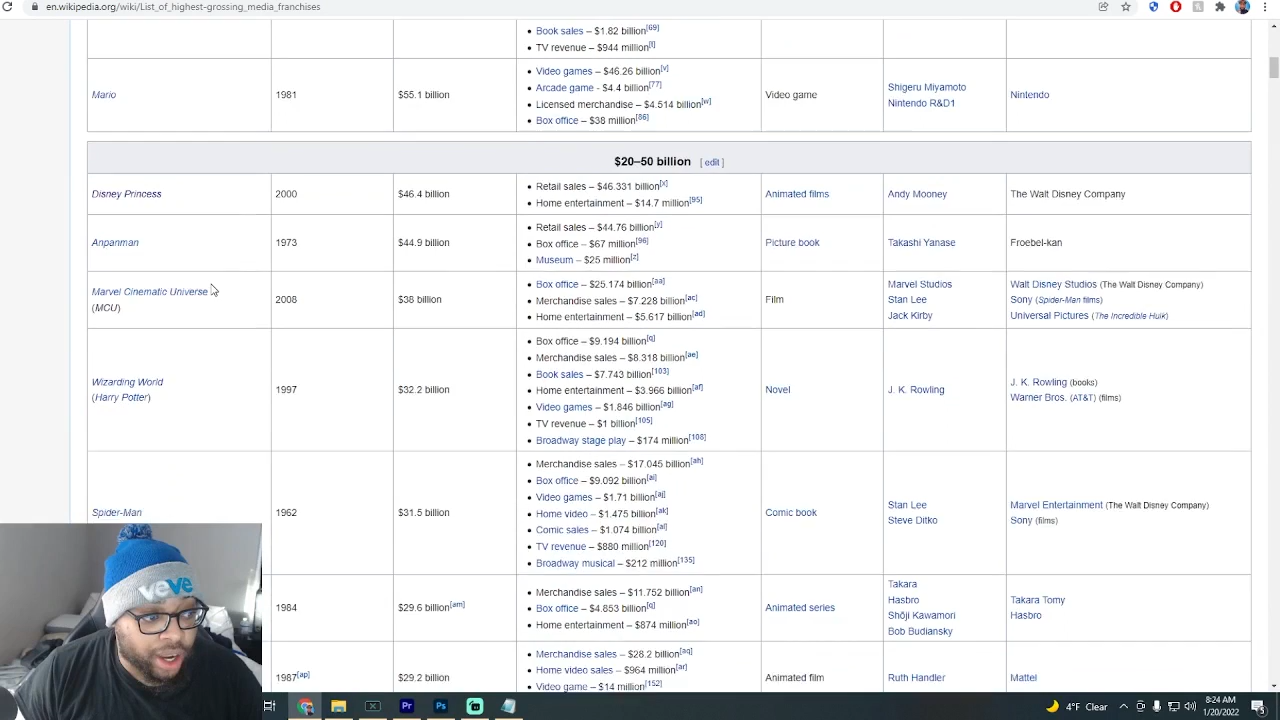 en.wikipedia.org/wiki/List_of_highest-grossing_media_franchises
• Book sales – $1.82 billion[69]
• TV revenue – $944 million[t]
Mario
1981
$55.1 billion
• Video games – $46.26 billion[v]
• Arcade game - $4.4 billion[77]
• Licensed merchandise – $4.514 billion[w]
• Box office – $38 million[86]
Video game
Shigeru Miyamoto
Nintendo R&D1
Nintendo
$20–50 billion [ edit ]
Disney Princess
2000
$46.4 billion
• Retail sales – $46.331 billion[x]
• Home entertainment – $14.7 million[95]
Animated films
Andy Mooney
The Walt Disney Company
Anpanman
1973
$44.9 billion
• Retail sales – $44.76 billion[y]
• Box office – $67 million[96]
• Museum – $25 million[z]
Picture book
Takashi Yanase
Froebel-kan
Marvel Cinematic Universe
(MCU)
2008
$38 billion
• Box office – $25.174 billion[aa]
• Merchandise sales – $7.228 billion[ac]
• Home entertainment – $5.617 billion[ad]
Film
Marvel Studios
Stan Lee
Jack Kirby
Walt Disney Studios (The Walt Disney Company)
Sony (Spider-Man films)
Universal Pictures (The Incredible Hulk)
Wizarding World
(Harry Potter)
1997
$32.2 billion
• Box office – $9.194 billion[q]
• Merchandise sales – $8.318 billion[ae]
• Book sales – $7.743 billion[103]
• Home entertainment – $3.966 billion[af]
• Video games – $1.846 billion[ag]
• TV revenue – $1 billion[105]
• Broadway stage play – $174 million[108]
Novel
J. K. Rowling
J. K. Rowling (books)
Warner Bros. (AT&T) (films)
Spider-Man
1962
$31.5 billion
• Merchandise sales – $17.045 billion[ah]
• Box office – $9.092 billion[ai]
• Video games – $1.71 billion[aj]
• Home video – $1.475 billion[ak]
• Comic sales – $1.074 billion[al]
• TV revenue – $880 million[120]
• Broadway musical – $212 million[135]
Comic book
Stan Lee
Steve Ditko
Marvel Entertainment (The Walt Disney Company)
Sony (films)
1984
$29.6 billion[am]
• Merchandise sales – $11.752 billion[an]
• Box office – $4.853 billion[q]
• Home entertainment – $874 million[ao]
Animated series
Takara
Hasbro
Shōji Kawamori
Bob Budiansky
Takara Tomy
Hasbro
1987[ap]
$29.2 billion
• Merchandise sales – $28.2 billion[aq]
• Home video sales – $964 million[ar]
• Video game – $14 million[152]
Animated film
Ruth Handler
Mattel
veve
Pr
Ps
4°F Clear
8:24 AM
1/20/2022
3